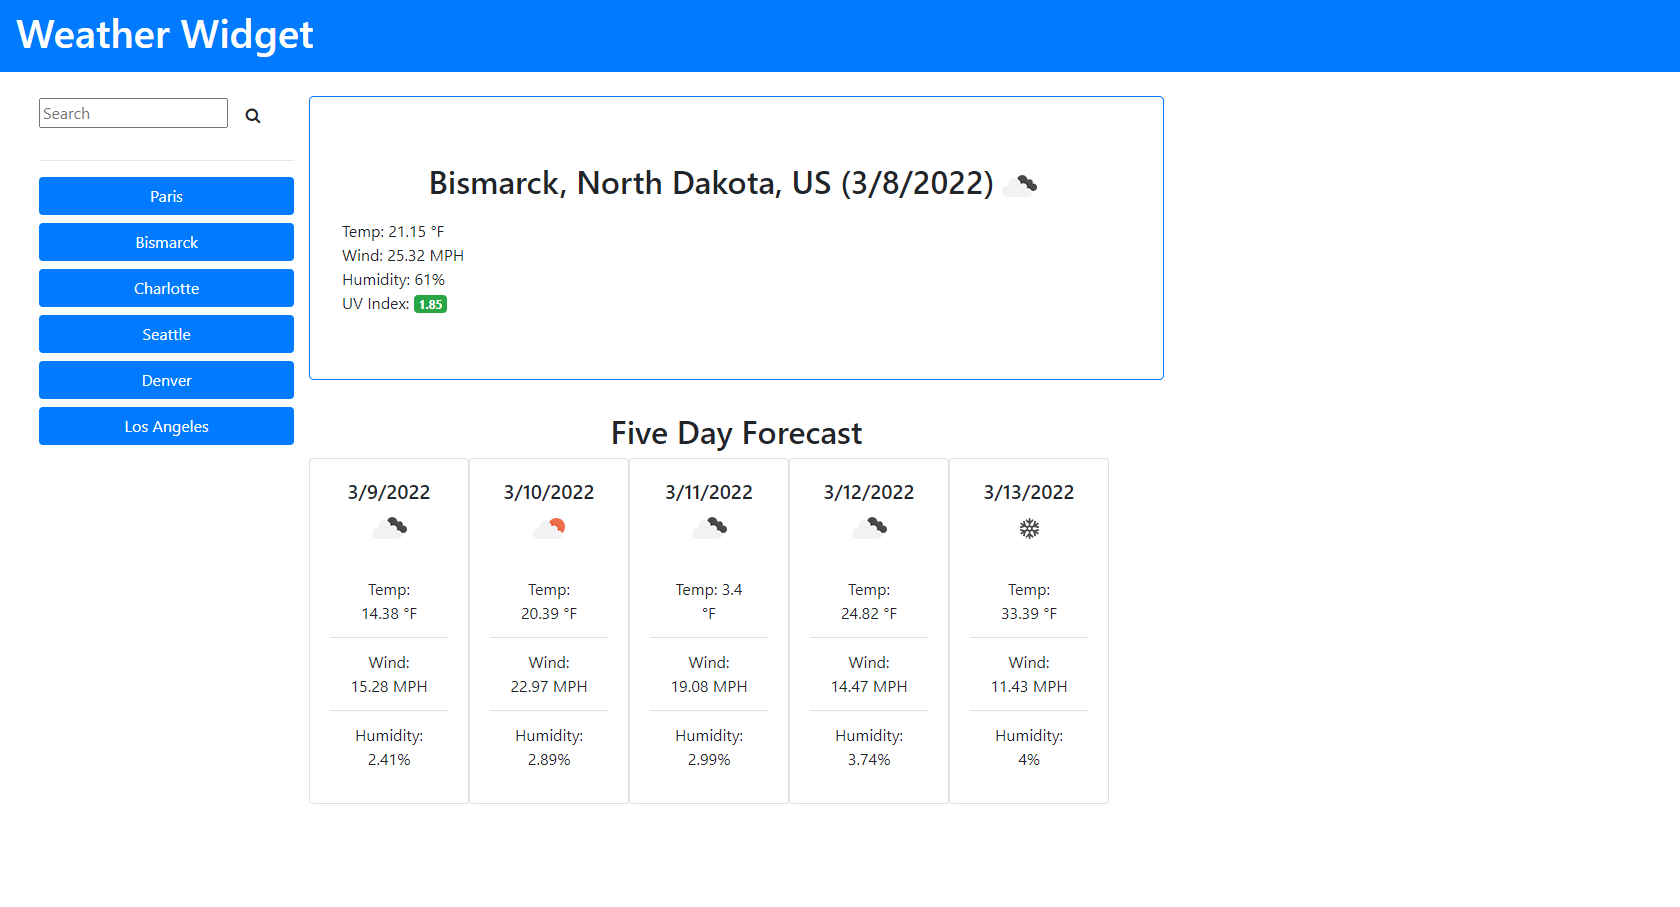 Weather Widget
Search
Paris
Bismarck
Charlotte
Seattle
Denver
Los Angeles
Bismarck, North Dakota, US (3/8/2022)
Temp: 21.15 °F
Wind: 25.32 MPH
Humidity: 61%
UV Index: 1.85
Five Day Forecast
3/9/2022
Temp:
14.38 °F
Wind:
15.28 MPH
Humidity:
2.41%
3/10/2022
Temp:
20.39 °F
Wind:
22.97 MPH
Humidity:
2.89%
3/11/2022
Temp: 3.4
°F
Wind:
19.08 MPH
Humidity:
2.99%
3/12/2022
Temp:
24.82 °F
Wind:
14.47 MPH
Humidity:
3.74%
3/13/2022
Temp:
33.39 °F
Wind:
11.43 MPH
Humidity:
4%